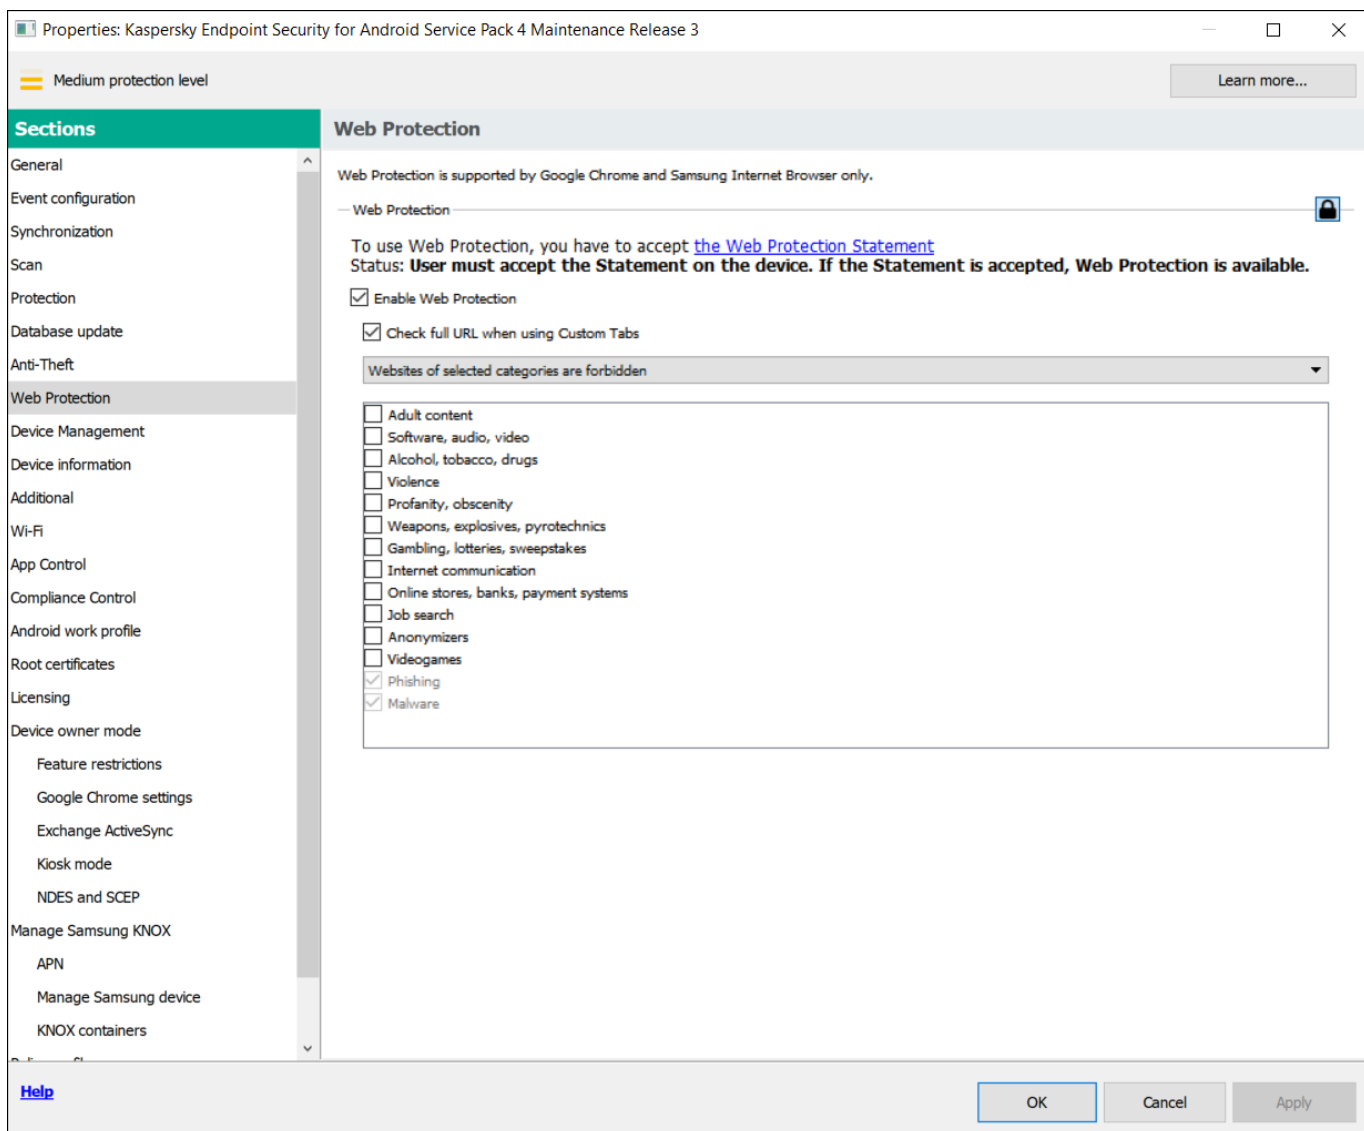 Properties: Kaspersky Endpoint Security for Android Service Pack 4 Maintenance Release 3
Medium protection level
Learn more...
Sections
General
Event configuration
Synchronization
Scan
Protection
Database update
Anti-Theft
Web Protection
Device Management
Device information
Additional
Wi-Fi
App Control
Compliance Control
Android work profile
Root certificates
Licensing
Device owner mode
Feature restrictions
Google Chrome settings
Exchange ActiveSync
Kiosk mode
NDES and SCEP
Manage Samsung KNOX
APN
Manage Samsung device
KNOX containers
Web Protection
Web Protection is supported by Google Chrome and Samsung Internet Browser only.
Web Protection
To use Web Protection, you have to accept the Web Protection Statement
Status: User must accept the Statement on the device. If the Statement is accepted, Web Protection is available.
Enable Web Protection
Check full URL when using Custom Tabs
Websites of selected categories are forbidden
Adult content
Software, audio, video
Alcohol, tobacco, drugs
Violence
Profanity, obscenity
Weapons, explosives, pyrotechnics
Gambling, lotteries, sweepstakes
Internet communication
Online stores, banks, payment systems
Job search
Anonymizers
Videogames
Phishing
Malware
Help
OK
Cancel
Apply